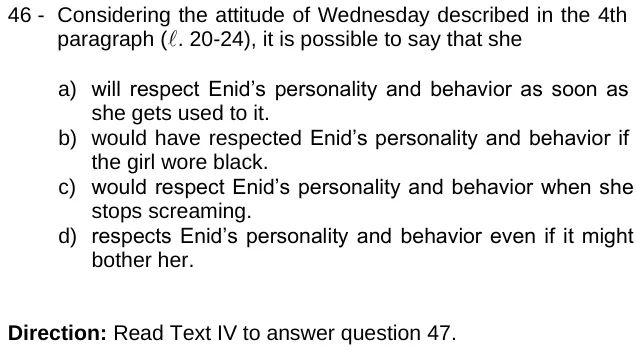 46 - Considering the attitude of Wednesday described in the 4th
paragraph (ℓ. 20-24), it is possible to say that she
a) will respect Enid's personality and behavior as soon as
she gets used to it.
b) would have respected Enid's personality and behavior if
the girl wore black.
c) would respect Enid's personality and behavior when she
stops screaming.
d) respects Enid's personality and behavior even if it might
bother her.
Direction: Read Text IV to answer question 47.